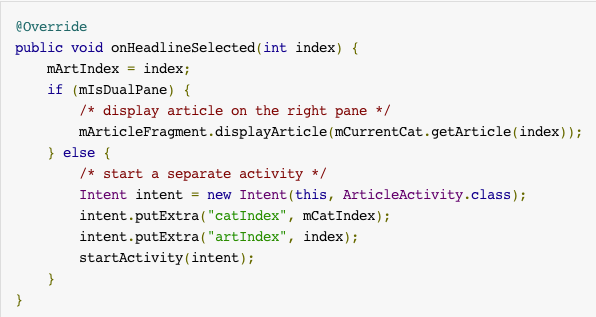 @Override
public void onHeadlineSelected(int index) {
    mArtIndex = index;
    if (mIsDualPane) {
        /* display article on the right pane */
        mArticleFragment.displayArticle(mCurrentCat.getArticle(index));
    } else {
        /* start a separate activity */
        Intent intent = new Intent(this, ArticleActivity.class);
        intent.putExtra("catIndex", mCatIndex);
        intent.putExtra("artIndex", index);
        startActivity(intent);
    }
}